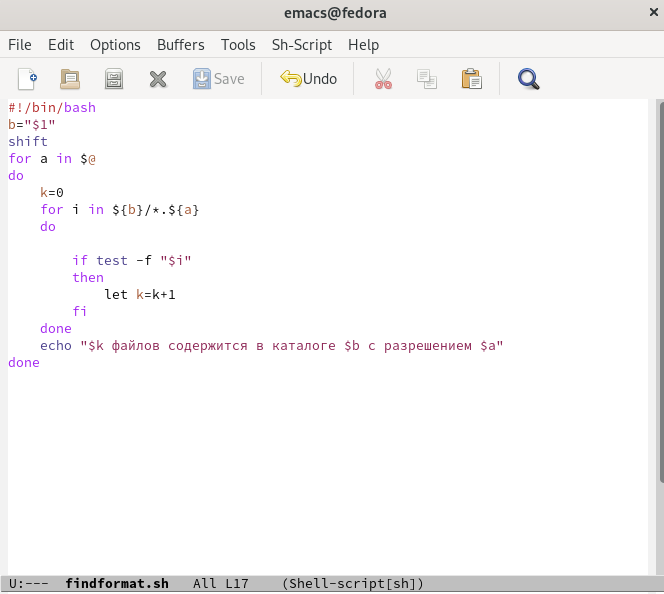 emacs@fedora
×
File Edit Options Buffers Tools Sh-Script Help
Save Undo
#!/bin/bash
b="$1"
shift
for a in $@
do
    k=0
    for i in ${b}/*.${a}
    do

        if test -f "$i"
        then
            let k=k+1
        fi
    done
    echo "$k файлов содержится в каталоге $b с разрешением $a"
done
U:---  findformat.sh   All L17    (Shell-script[sh])